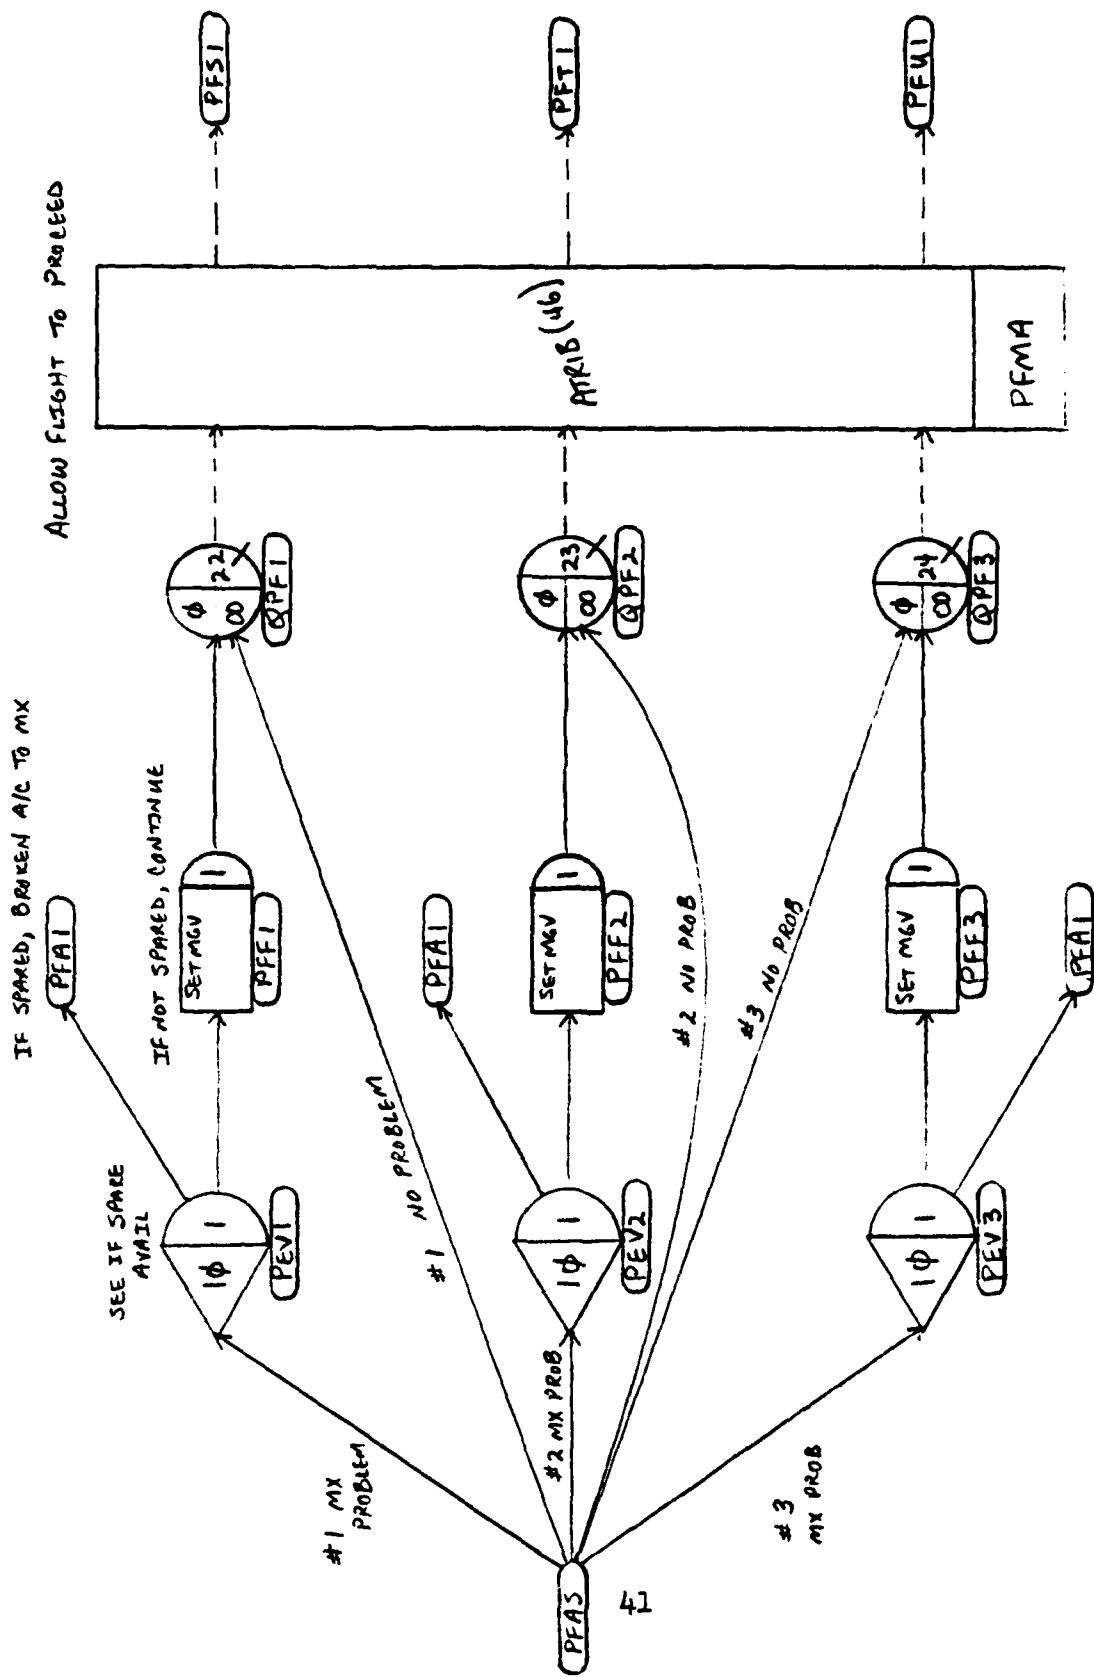 ALLOW FLIGHT TO PROCEED
IF SPARED, BROKEN A/C TO MX
SEE IF SPARE
AVAIL
PFA1
IF NOT SPARED, CONTINUE
#1 MX
PROBLEM
1φ 1
PEV1
SET MGV 1
PFF1
φ
∞ 22
QPF1
PFS1
#1 NO PROBLEM
PFA1
PFAS
#2 MX PROB
1φ 1
PEV2
SET MGV 1
PFF2
φ
∞ 23
QPF2
ATRIB(46)
PFT1
#2 NO PROB
#3 NO PROB
#3
MX PROB
1φ 1
PEV3
SET MGV 1
PFF3
φ
∞ 24
QPF3
PFU1
PFA1
PFMA
41